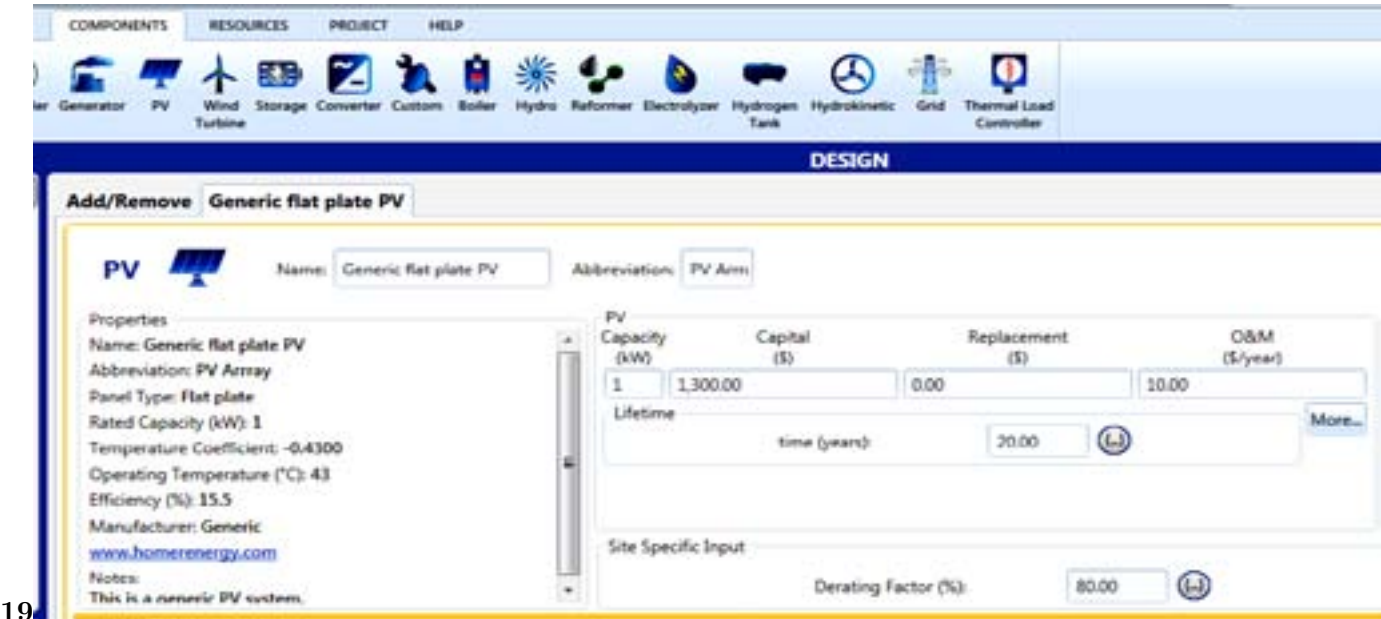 COMPONENTS RESOURCES PROJECT HELP
Generator PV Wind Turbine Storage Converter Custom Boiler Hydro Reformer Electrolyzer Hydrogen Tank Hydrokinetic Grid Thermal Load Controller
DESIGN
Add/Remove Generic flat plate PV
PV Name: Generic flat plate PV Abbreviation: PV Arrr
Properties
Name: Generic flat plate PV
Abbreviation: PV Arrray
Panel Type: Flat plate
Rated Capacity (kW): 1
Temperature Coefficient: -0.4300
Operating Temperature (°C): 43
Efficiency (%): 15.5
Manufacturer: Generic
www.homerenergy.com
Notes:
This is a generic PV system.
PV
Capacity (kW) Capital ($) Replacement ($) O&M ($/year)
1 1,300.00 0.00 10.00
Lifetime
time (years): 20.00
More...
Site Specific Input
Derating Factor (%): 80.00
19